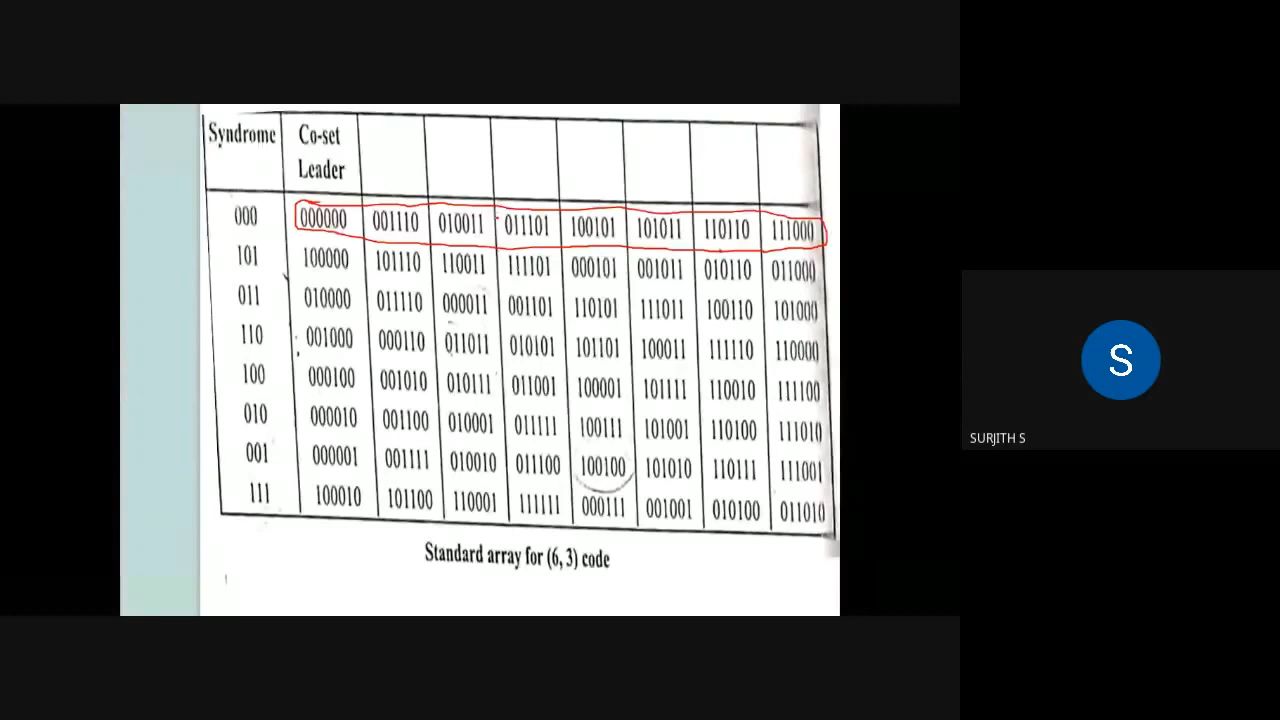 Syndrome Co-set Leader
000 000000 001110 010011 011101 100101 101011 110110 111000
101 100000 101110 110011 111101 000101 001011 010110 011000
011 010000 011110 000011 001101 110101 111011 100110 101000
110 001000 000110 011011 010101 101101 100011 111110 110000
100 000100 001010 010111 011001 100001 101111 110010 111100
010 000010 001100 010001 011111 100111 101001 110100 111010
001 000001 001111 010010 011100 100100 101010 110111 111001
111 100010 101100 110001 111111 000111 001001 010100 011010
Standard array for (6, 3) code
S
SURJITH S